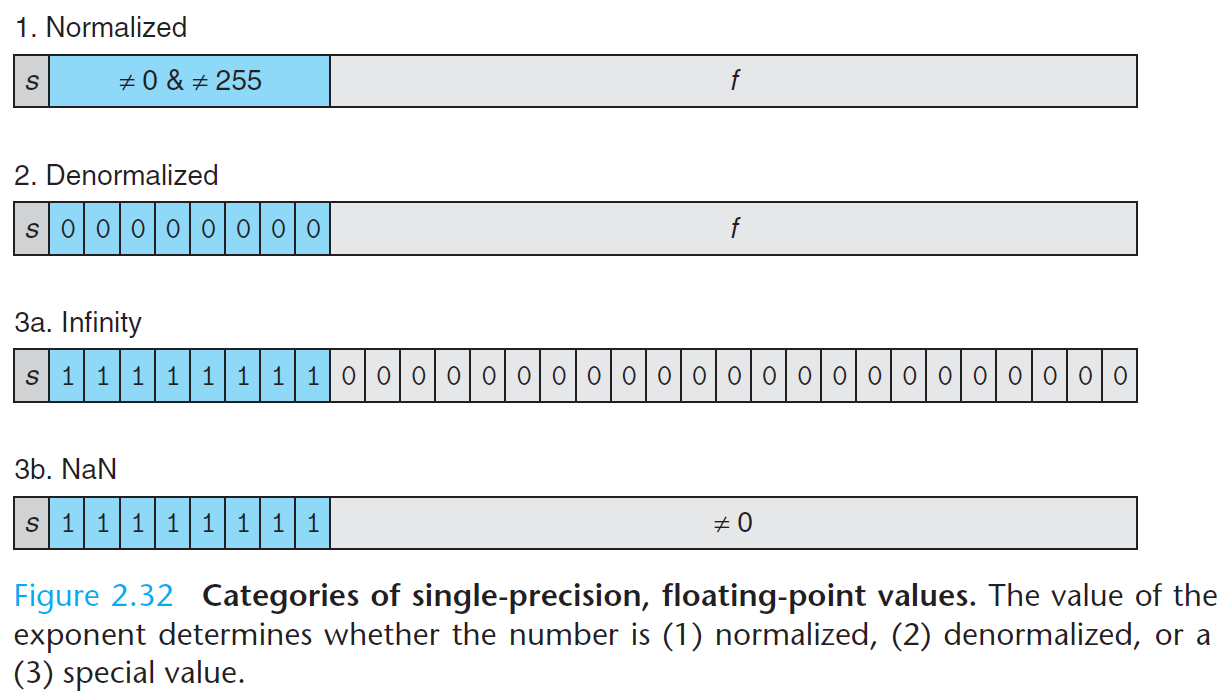 1. Normalized
s ≠ 0 & ≠ 255 f
2. Denormalized
s 0 0 0 0 0 0 0 0 f
3a. Infinity
s 1 1 1 1 1 1 1 1 0 0 0 0 0 0 0 0 0 0 0 0 0 0 0 0 0 0 0 0 0 0 0
3b. NaN
s 1 1 1 1 1 1 1 1 ≠ 0
Figure 2.32 Categories of single-precision, floating-point values. The value of the
exponent determines whether the number is (1) normalized, (2) denormalized, or a
(3) special value.